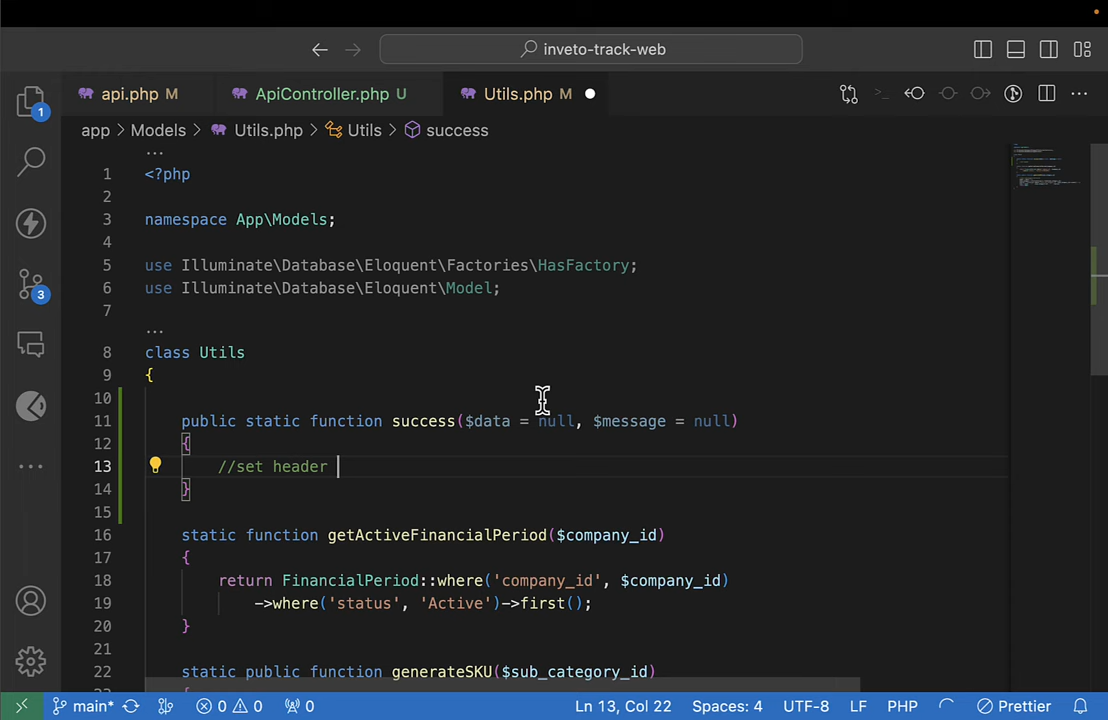 inveto-track-web
api.php M
ApiController.php U
Utils.php M
app > Models > Utils.php > Utils > success
1 <?php
2
3 namespace App\Models;
4
5 use Illuminate\Database\Eloquent\Factories\HasFactory;
6 use Illuminate\Database\Eloquent\Model;
7
8 class Utils
9 {
10
11 public static function success($data = null, $message = null)
12 {
13 //set header
14 }
15
16 static function getActiveFinancialPeriod($company_id)
17 {
18 return FinancialPeriod::where('company_id', $company_id)
19 ->where('status', 'Active')->first();
20 }
21
22 static public function generateSKU($sub_category_id)
1
3
main* 0 0 0 Ln 13, Col 22 Spaces: 4 UTF-8 LF PHP Prettier